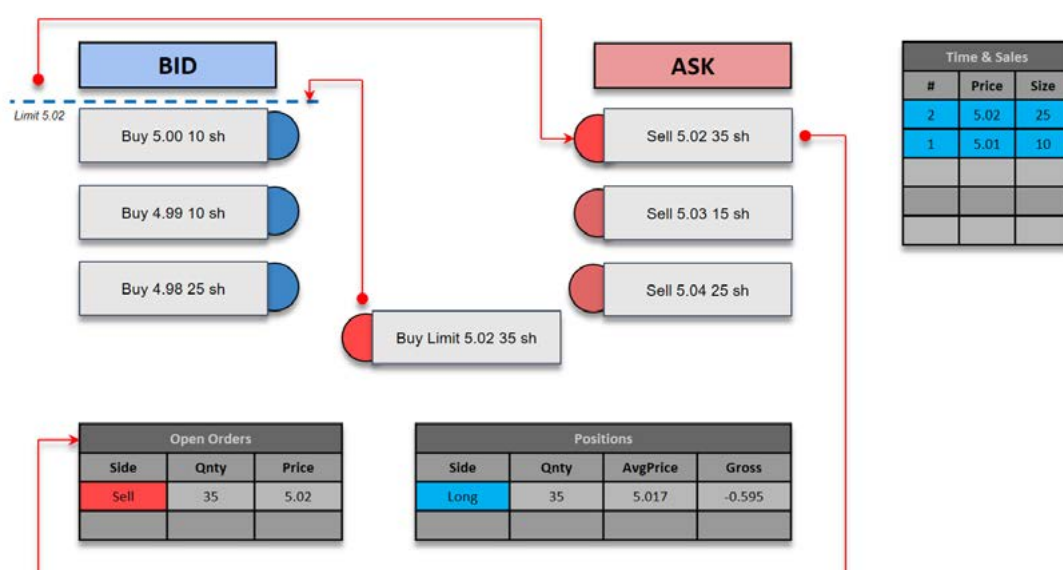 BID
ASK
Limit 5.02
Buy 5.00 10 sh
Buy 4.99 10 sh
Buy 4.98 25 sh
Sell 5.02 35 sh
Sell 5.03 15 sh
Sell 5.04 25 sh
Buy Limit 5.02 35 sh
Time & Sales
# Price Size
2 5.02 25
1 5.01 10
Open Orders
Side Qnty Price
Sell 35 5.02
Positions
Side Qnty AvgPrice Gross
Long 35 5.017 -0.595